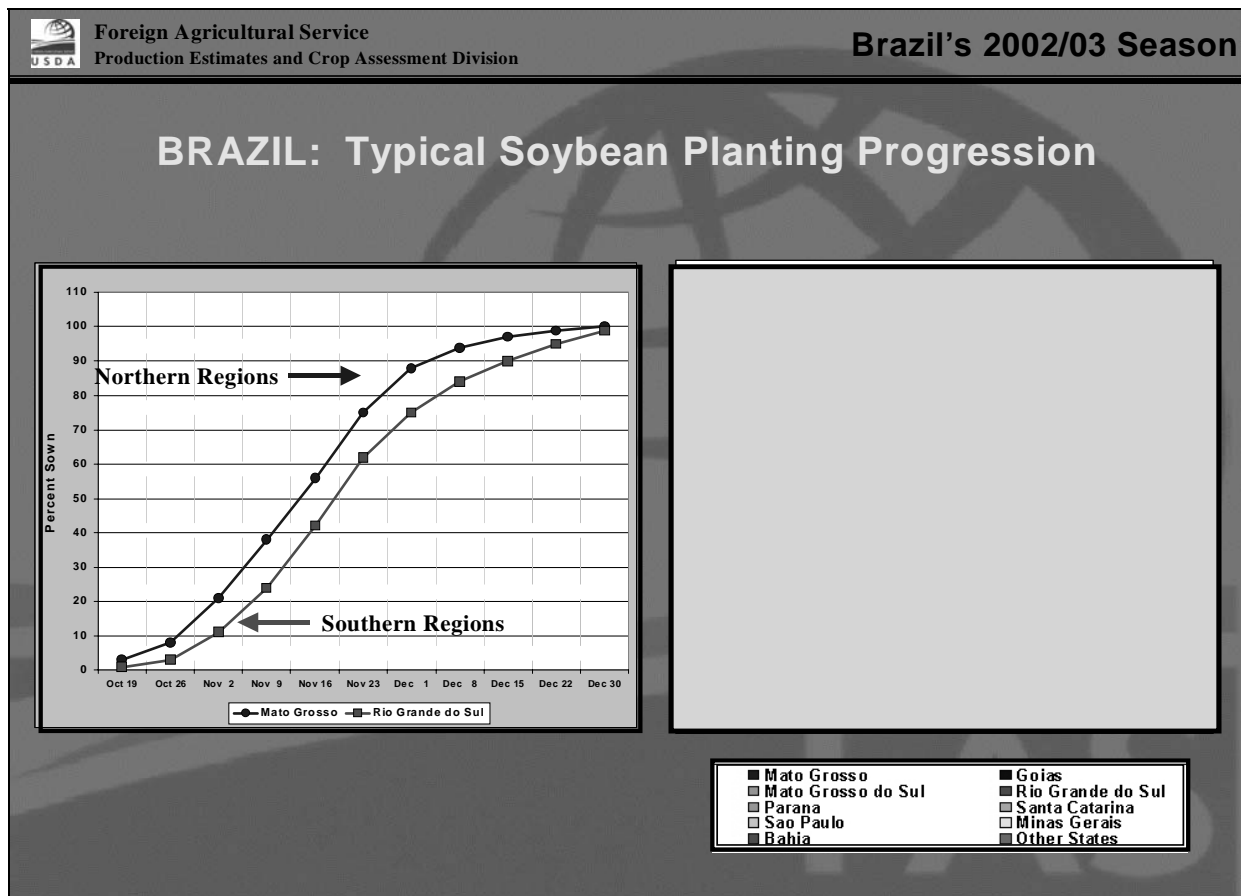 USDA
Foreign Agricultural Service
Production Estimates and Crop Assessment Division
Brazil's 2002/03 Season
BRAZIL: Typical Soybean Planting Progression
110
100
90
80
70
60
50
40
30
20
10
0
Percent Sown
Northern Regions
Southern Regions
Oct 19 Oct 26 Nov 2 Nov 9 Nov 16 Nov 23 Dec 1 Dec 8 Dec 15 Dec 22 Dec 30
Mato Grosso Rio Grande do Sul
Mato Grosso Goias
Mato Grosso do Sul Rio Grande do Sul
Parana Santa Catarina
Sao Paulo Minas Gerais
Bahia Other States
FAS